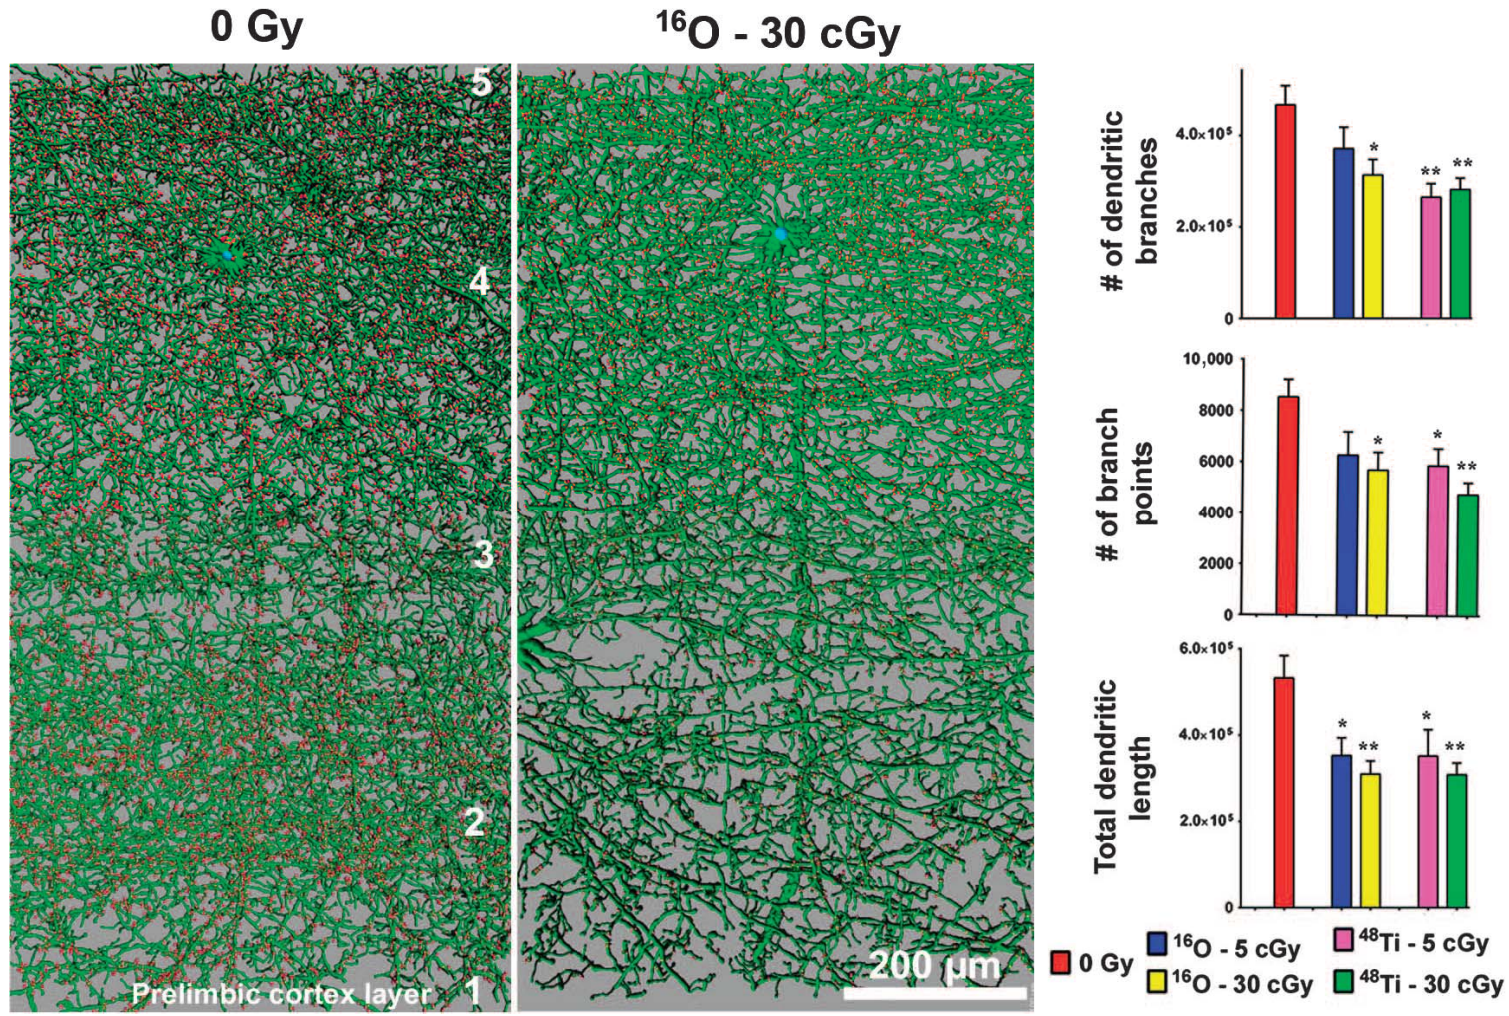 0 Gy
¹⁶O - 30 cGy
5
4
3
2
Prelimbic cortex layer 1
200 µm
# of dendritic
branches
4.0×10⁵
2.0×10⁵
0
*
**
**
# of branch
points
10,000
8000
6000
4000
2000
0
*
*
**
Total dendritic
length
6.0×10⁵
4.0×10⁵
2.0×10⁵
0
*
**
*
**
0 Gy
¹⁶O - 5 cGy
¹⁶O - 30 cGy
⁴⁸Ti - 5 cGy
⁴⁸Ti - 30 cGy